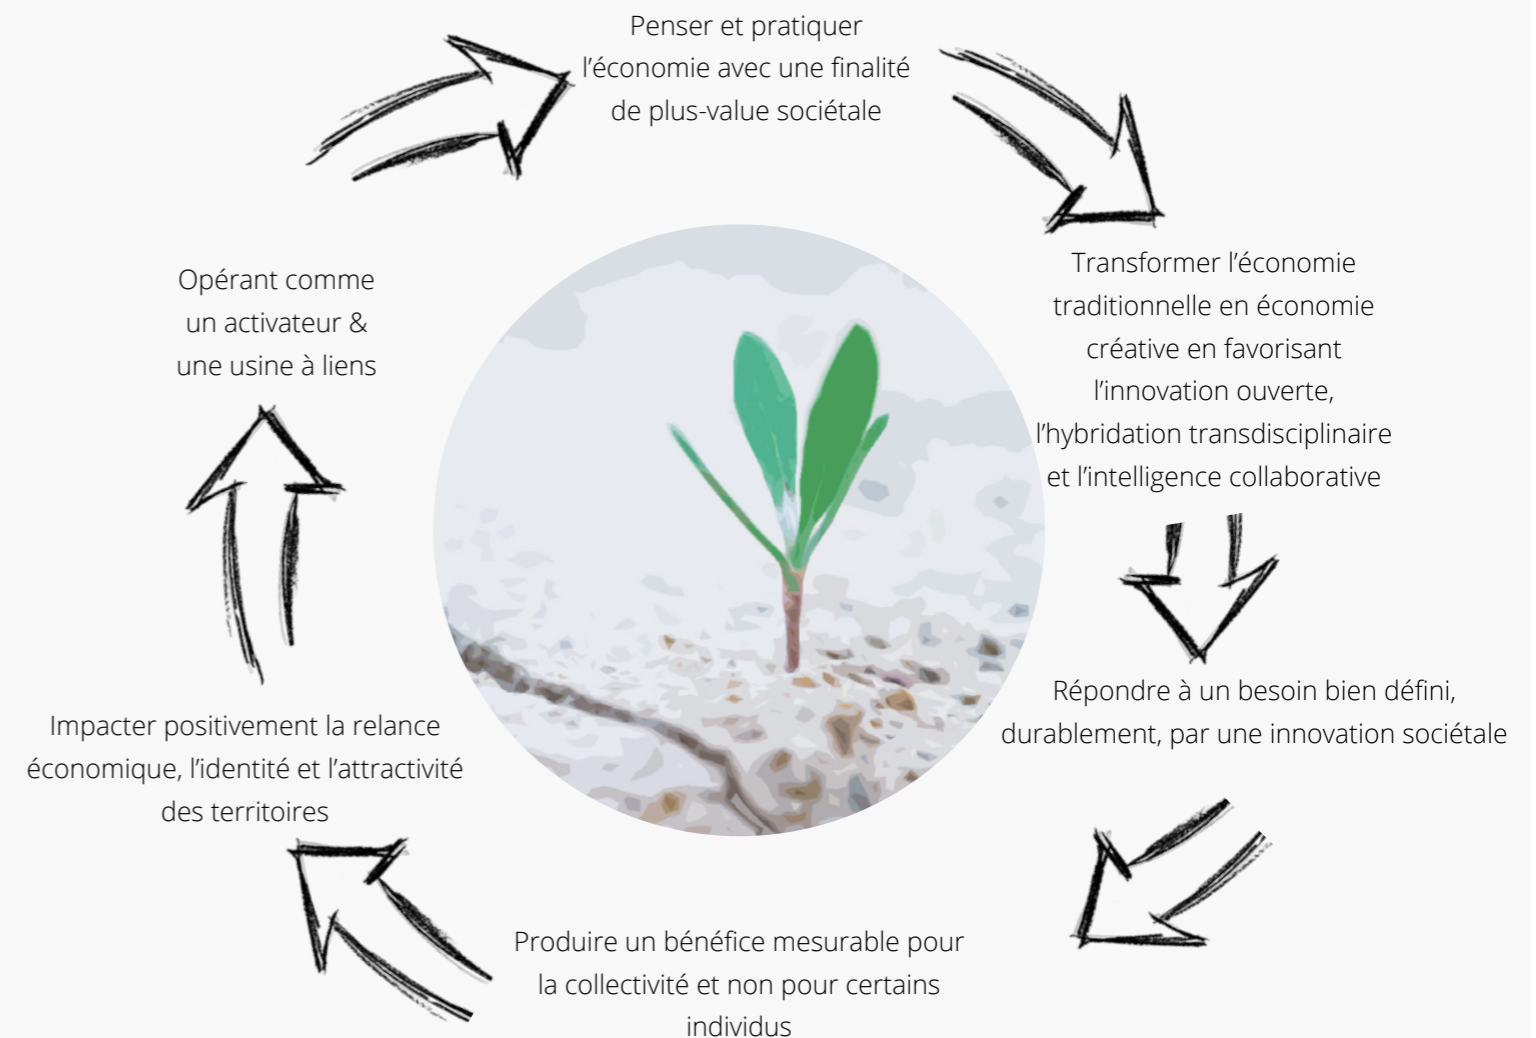 Penser et pratiquer
l’économie avec une finalité
de plus-value sociétale
Transformer l’économie
traditionnelle en économie
créative en favorisant
l’innovation ouverte,
l’hybridation transdisciplinaire
et l’intelligence collaborative
Répondre à un besoin bien défini,
durablement, par une innovation sociétale
Produire un bénéfice mesurable pour
la collectivité et non pour certains
individus
Impacter positivement la relance
économique, l’identité et l’attractivité
des territoires
Opérant comme
un activateur &
une usine à liens